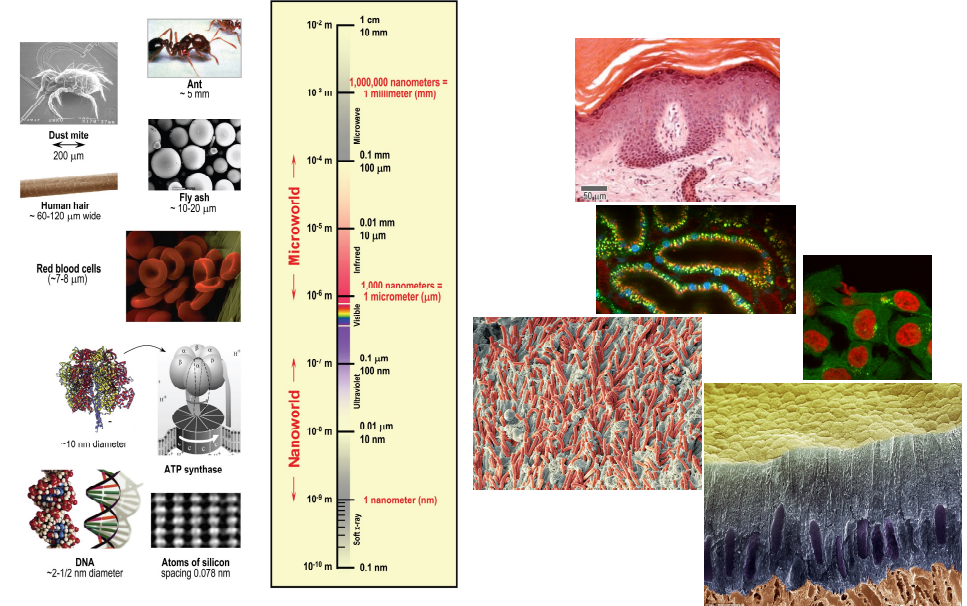 Ant
~ 5 mm
Dust mite
200 μm
Human hair
~ 60-120 μm wide
Fly ash
~ 10-20 μm
Red blood cells
(~7-8 μm)
~10 nm diameter
α
β
α
β
α
β
H⁺
H⁺
c
c
c
ATP synthase
DNA
~2-1/2 nm diameter
Atoms of silicon
spacing 0.078 nm
10⁻² m
1 cm
10 mm
1,000,000 nanometers =
10⁻³ m
1 millimeter (mm)
Microwave
10⁻⁴ m
0.1 mm
100 μm
Microworld
10⁻⁵ m
0.01 mm
10 μm
Infrared
1,000 nanometers =
10⁻⁶ m
1 micrometer (μm)
Visible
10⁻⁷ m
0.1 μm
100 nm
Ultraviolet
Nanoworld
10⁻⁸ m
0.01 μm
10 nm
10⁻⁹ m
1 nanometer (nm)
Soft x-ray
10⁻¹⁰ m
0.1 nm
50 μm